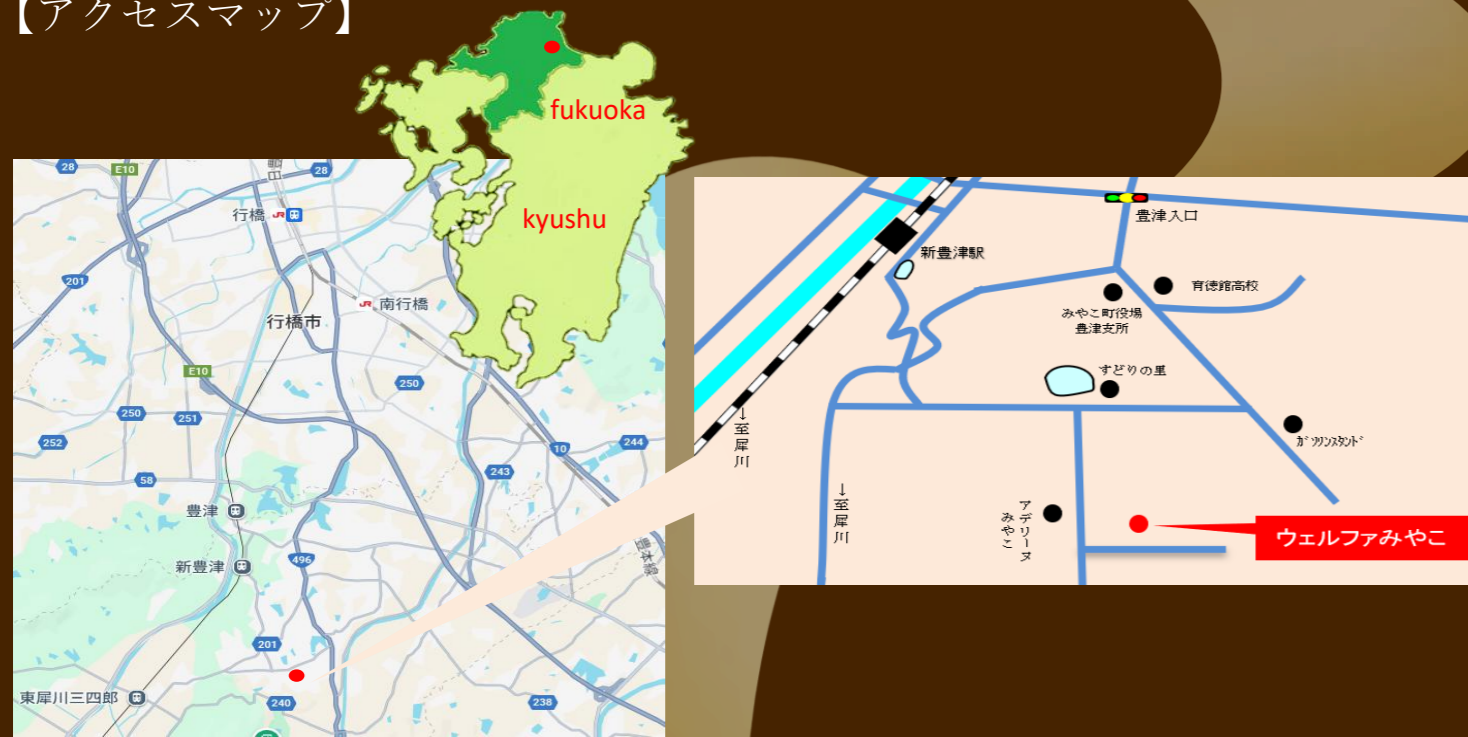 【アクセスマップ】
fukuoka
kyushu
28
E10
28
行橋
JR
201
JR
南行橋
行橋市
E10
250
250
251
252
10
244
243
58
豊津
新豊津
496
201
東犀川三四郎
240
238
豊本線
豊津入口
新豊津駅
育徳館高校
みやこ町役場
豊津支所
すどりの里
ガソリンスタンド
↓至犀川
↓至犀川
アデリーヌ
みやこ
ウェルファみやこ